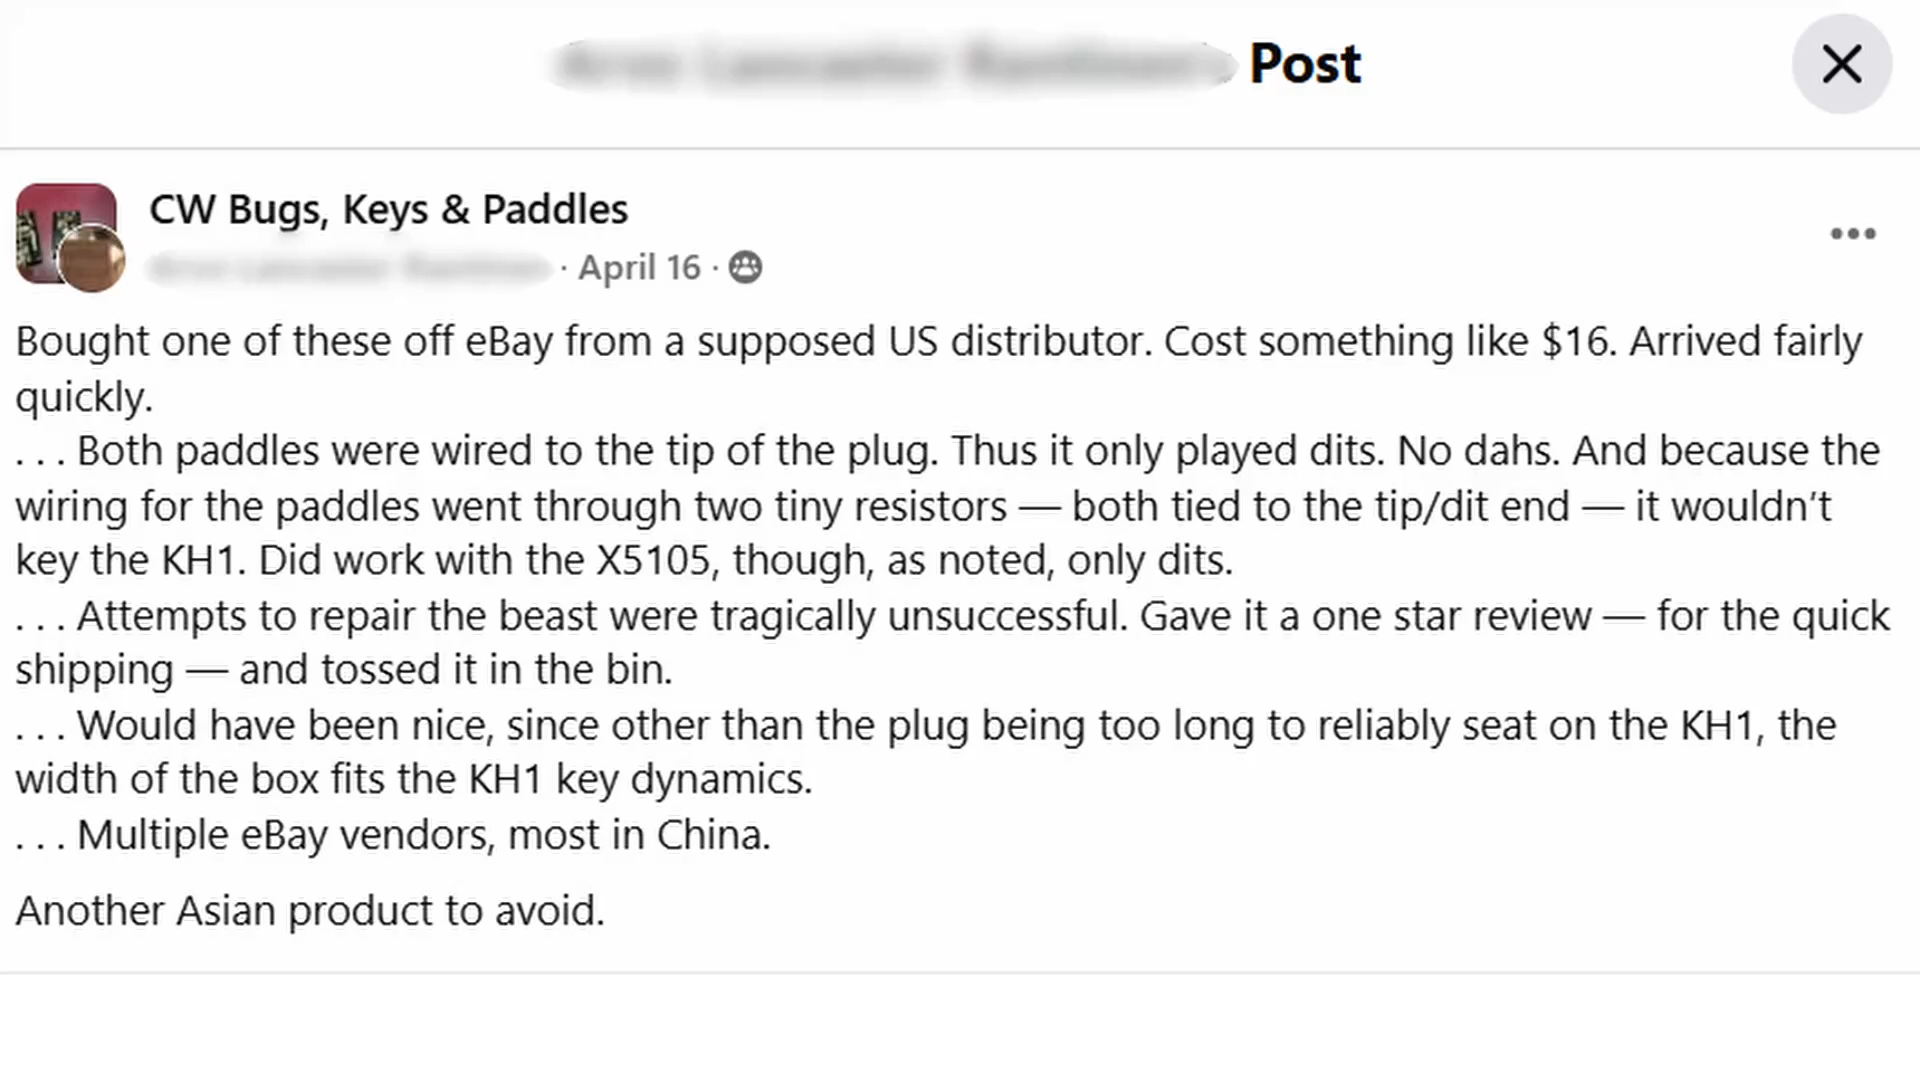 Post
CW Bugs, Keys & Paddles
· April 16 ·
Bought one of these off eBay from a supposed US distributor. Cost something like $16. Arrived fairly
quickly.
. . . Both paddles were wired to the tip of the plug. Thus it only played dits. No dahs. And because the
wiring for the paddles went through two tiny resistors — both tied to the tip/dit end — it wouldn’t
key the KH1. Did work with the X5105, though, as noted, only dits.
. . . Attempts to repair the beast were tragically unsuccessful. Gave it a one star review — for the quick
shipping — and tossed it in the bin.
. . . Would have been nice, since other than the plug being too long to reliably seat on the KH1, the
width of the box fits the KH1 key dynamics.
. . . Multiple eBay vendors, most in China.
Another Asian product to avoid.